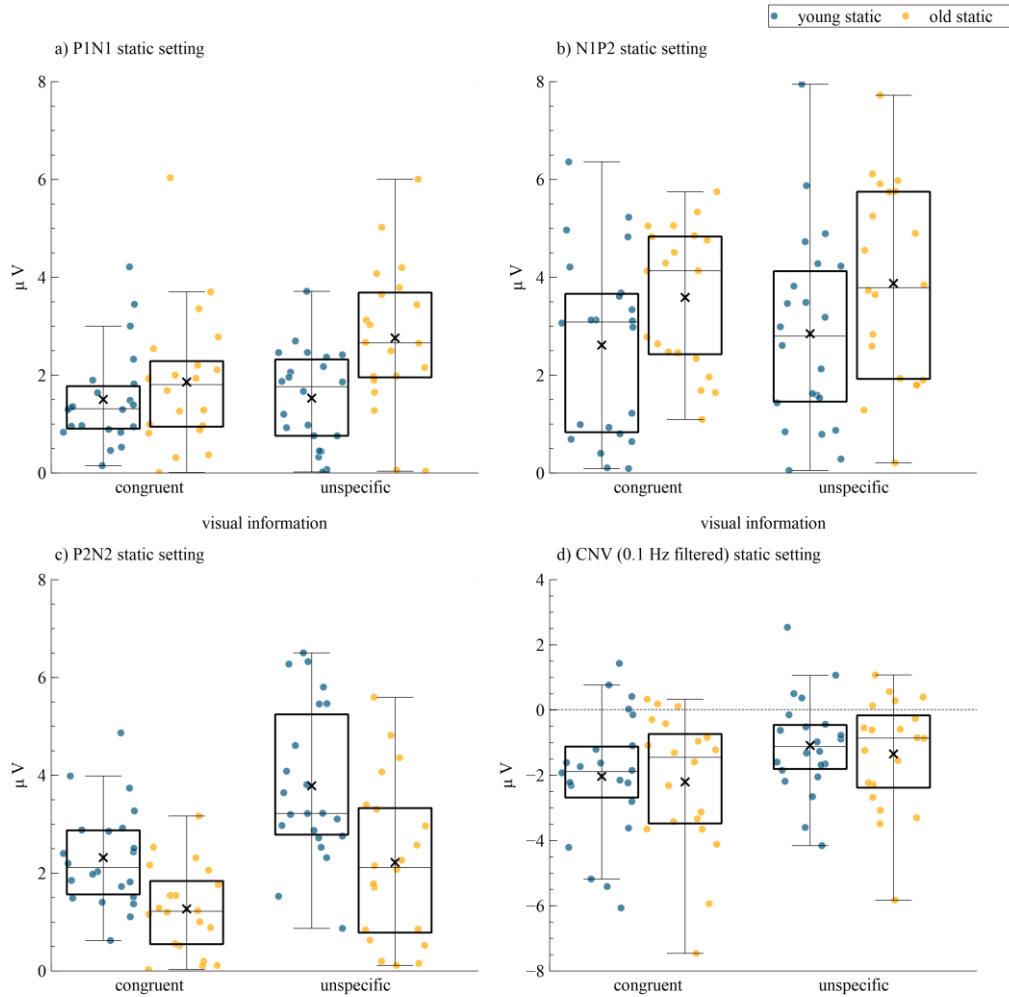 young static old static
a) P1N1 static setting
b) N1P2 static setting
8
6
4
2
0
μ V
congruent
unspecific
visual information
8
6
4
2
0
μ V
congruent
unspecific
visual information
c) P2N2 static setting
d) CNV (0.1 Hz filtered) static setting
8
6
4
2
0
μ V
congruent
unspecific
4
2
0
−2
−4
−6
−8
μ V
congruent
unspecific